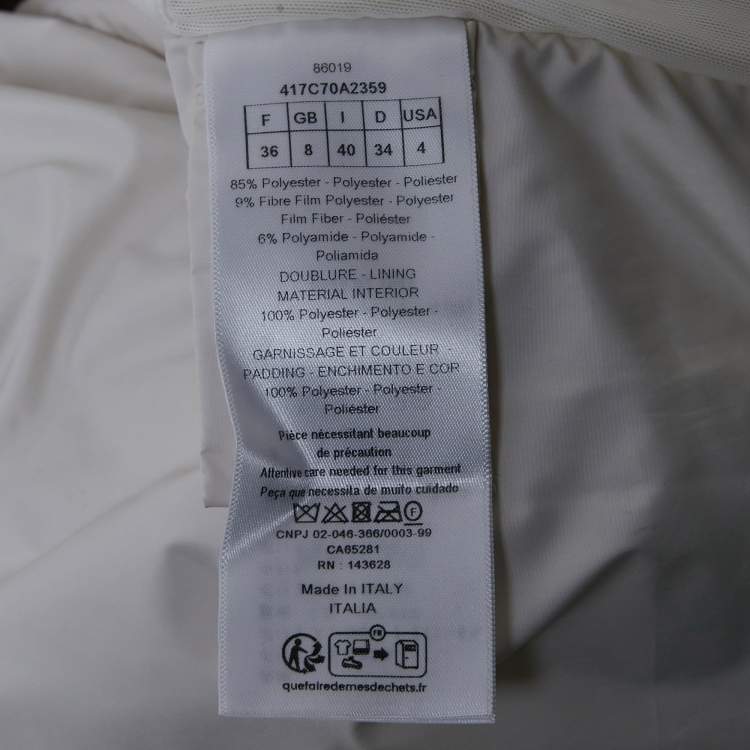 86019
417C70A2359
F GB I D USA
36 8 40 34 4
85% Polyester - Polyester - Poliester
9% Fibre Film Polyester - Polyester
Film Fiber - Poliéster
6% Polyamide - Polyamide -
Poliamida
DOUBLURE - LINING
MATERIAL INTERIOR
100% Polyester - Polyester -
Poliester
GARNISSAGE ET COULEUR -
PADDING - ENCHIMENTO E COR
100% Polyester - Polyester -
Poliéster
Pièce nécessitant beaucoup
de précaution
Attentive care needed for this garment
Peça que necessita de muito cuidado
F
CNPJ 02-046-366/0003-99
CA65281
RN : 143628
Made In ITALY
ITALIA
FR
quefairedemesdechets.fr